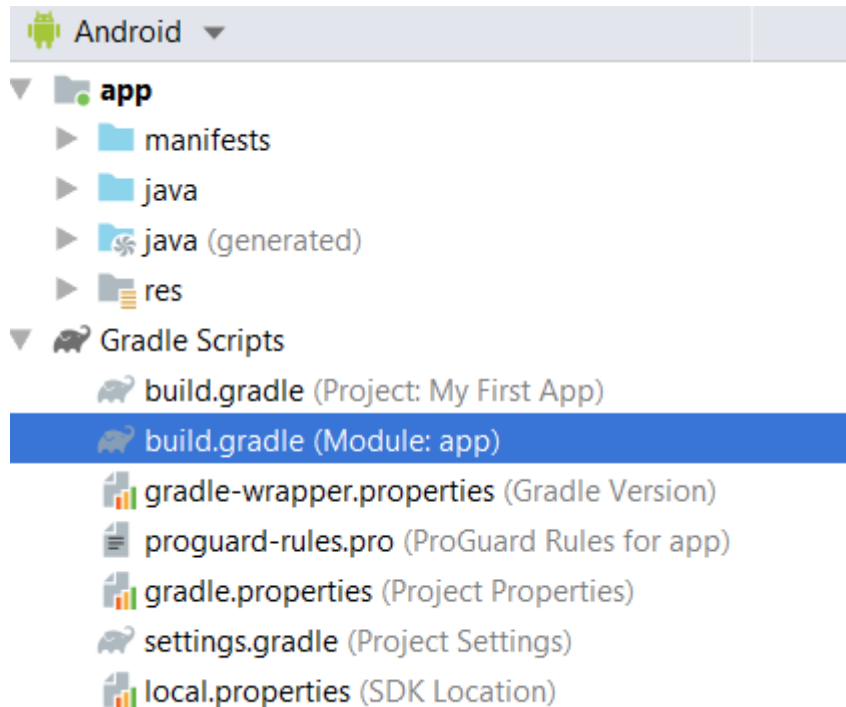 Android
app
manifests
java
java (generated)
res
Gradle Scripts
build.gradle (Project: My First App)
build.gradle (Module: app)
gradle-wrapper.properties (Gradle Version)
proguard-rules.pro (ProGuard Rules for app)
gradle.properties (Project Properties)
settings.gradle (Project Settings)
local.properties (SDK Location)